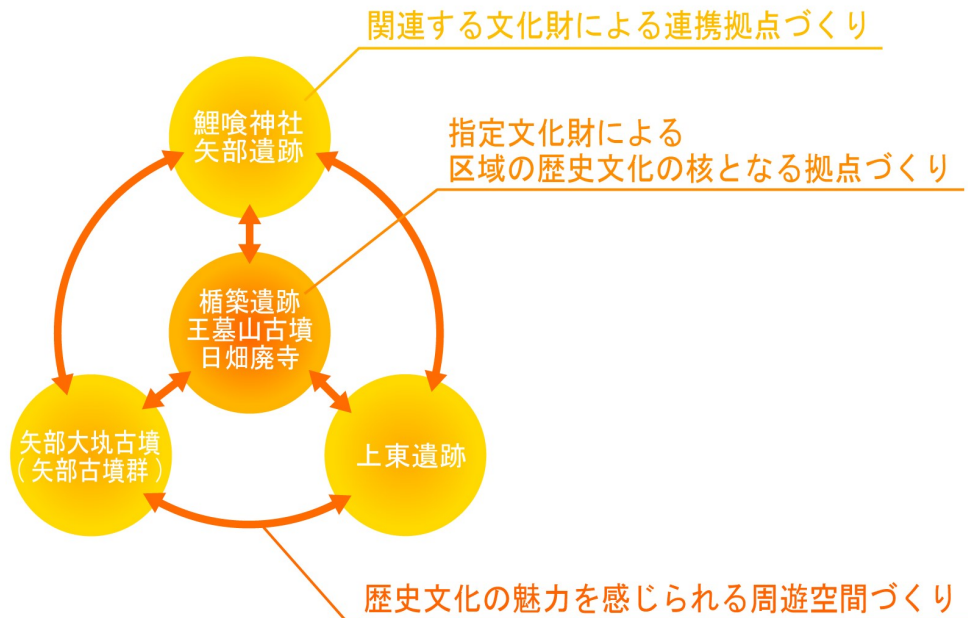 関連する文化財による連携拠点づくり
鯉喰神社
矢部遺跡
指定文化財による
区域の歴史文化の核となる拠点づくり
楯築遺跡
王墓山古墳
日畑廃寺
矢部大圦古墳
（矢部古墳群）
上東遺跡
歴史文化の魅力を感じられる周遊空間づくり